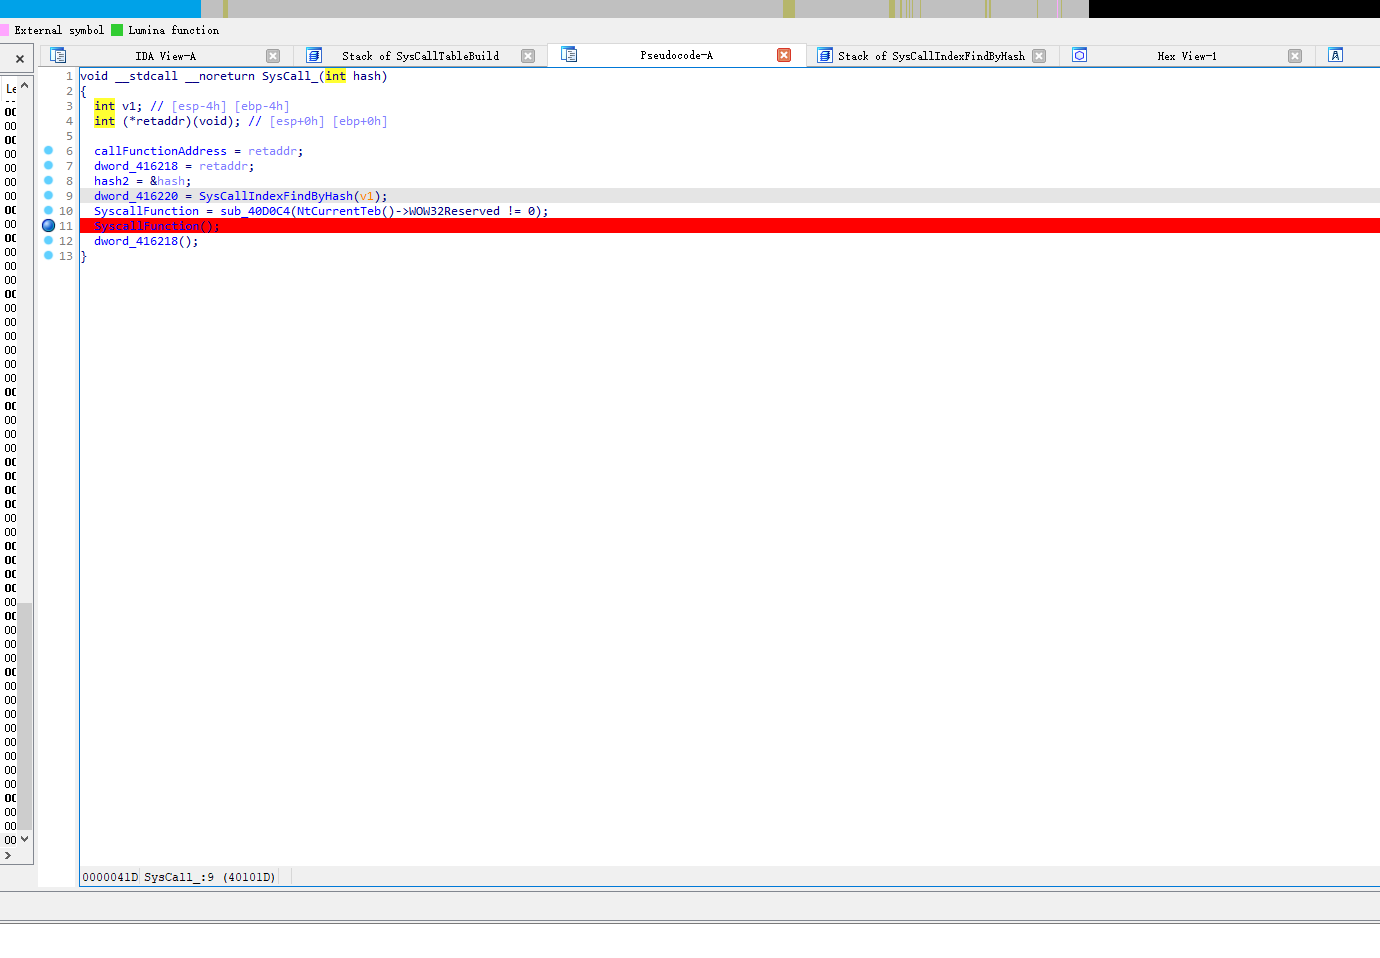 External symbol Lumina function
IDA View-A Stack of SysCallTableBuild Pseudocode-A Stack of SysCallIndexFindByHash Hex View-1
1 void __stdcall __noreturn SysCall_(int hash)
2 {
3 int v1; // [esp-4h] [ebp-4h]
4 int (*retaddr)(void); // [esp+0h] [ebp+0h]
5
6 callFunctionAddress = retaddr;
7 dword_416218 = retaddr;
8 hash2 = &hash;
9 dword_416220 = SysCallIndexFindByHash(v1);
10 SyscallFunction = sub_40D0C4(NtCurrentTeb()->WOW32Reserved != 0);
11 SyscallFunction();
12 dword_416218();
13 }
0000041D SysCall_:9 (40101D)